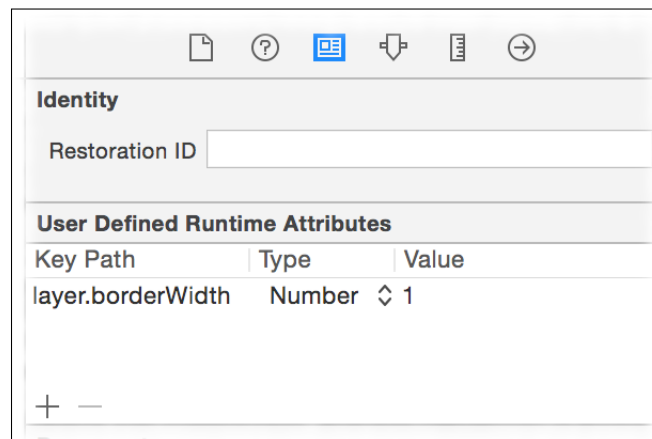 Identity
Restoration ID
User Defined Runtime Attributes
Key Path Type Value
layer.borderWidth Number 1